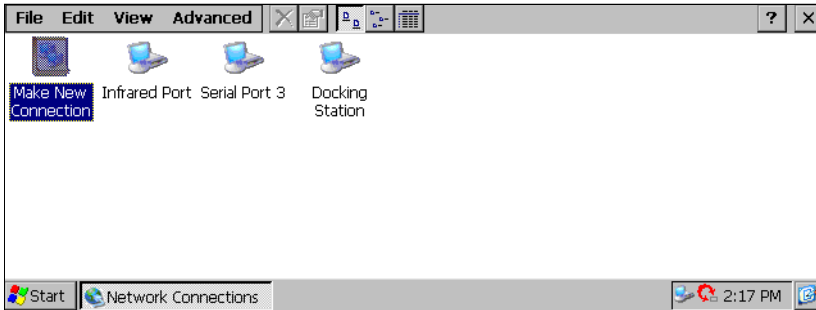 File Edit View Advanced ?
Make New Connection
Infrared Port
Serial Port 3
Docking Station
Start Network Connections 2:17 PM